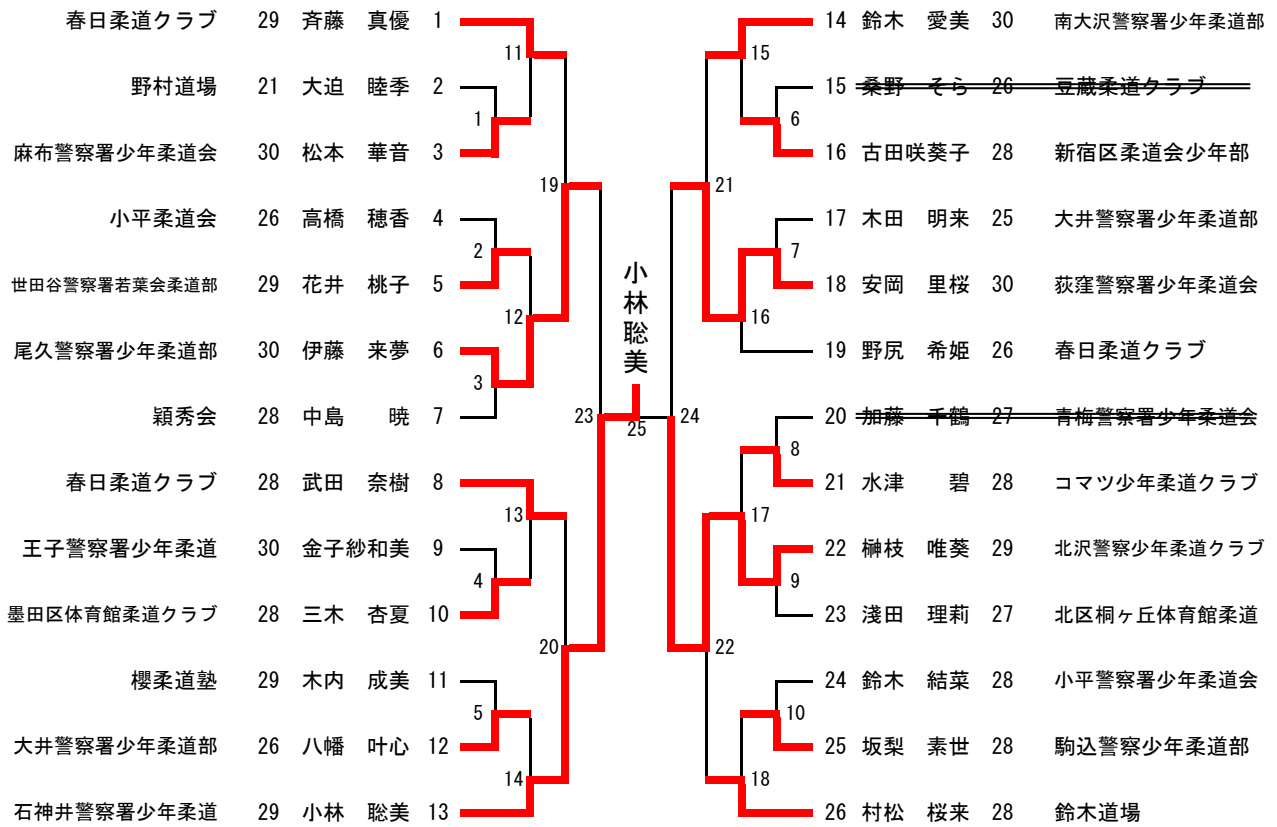 春日柔道クラブ 29 斉藤 真優 1
野村道場 21 大迫 睦季 2
麻布警察署少年柔道会 30 松本 華音 3
小平柔道会 26 高橋 穂香 4
世田谷警察署若葉会柔道部 29 花井 桃子 5
尾久警察署少年柔道部 30 伊藤 来夢 6
穎秀会 28 中島 暁 7
春日柔道クラブ 28 武田 奈樹 8
王子警察署少年柔道 30 金子紗和美 9
墨田区体育館柔道クラブ 28 三木 杏夏 10
櫻柔道塾 29 木内 成美 11
大井警察署少年柔道部 26 八幡 叶心 12
石神井警察署少年柔道 29 小林 聡美 13
11
1
19
2
12
3
23
13
4
20
5
14
小林聡美
25
15
6
21
7
16
24
8
17
9
22
10
18
14 鈴木 愛美 30 南大沢警察署少年柔道部
15 桑野 そら 26 豆蔵柔道クラブ
16 古田咲葵子 28 新宿区柔道会少年部
17 木田 明来 25 大井警察署少年柔道部
18 安岡 里桜 30 荻窪警察署少年柔道会
19 野尻 希姫 26 春日柔道クラブ
20 加藤 千鶴 27 青梅警察署少年柔道会
21 水津 碧 28 コマツ少年柔道クラブ
22 榊枝 唯葵 29 北沢警察少年柔道クラブ
23 淺田 理莉 27 北区桐ヶ丘体育館柔道
24 鈴木 結菜 28 小平警察署少年柔道会
25 坂梨 素世 28 駒込警察少年柔道部
26 村松 桜来 28 鈴木道場